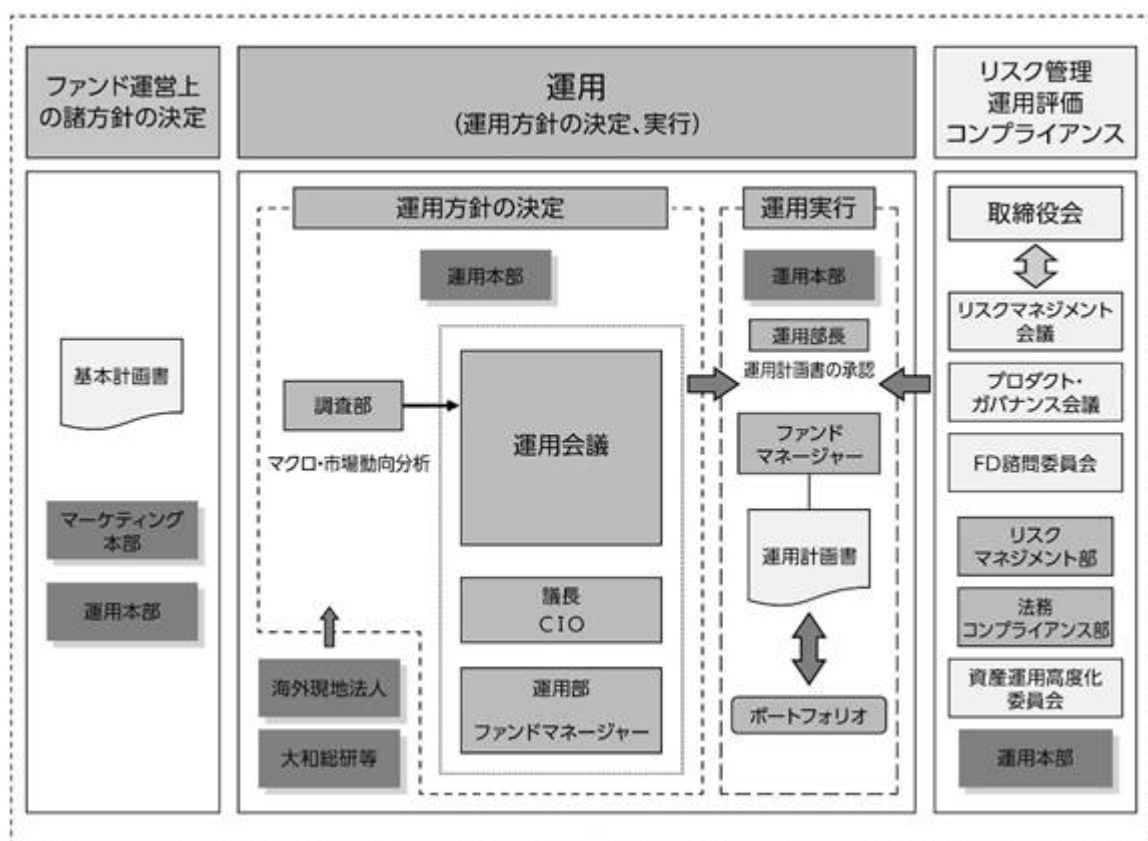 ファンド運営上
の諸方針の決定
運用
(運用方針の決定、実行)
リスク管理
運用評価
コンプライアンス
基本計画書
マーケティング
本部
運用本部
運用方針の決定
運用本部
調査部
マクロ・市場動向分析
運用会議
議長
CIO
運用部
ファンドマネージャー
海外現地法人
大和総研等
運用実行
運用本部
運用部長
運用計画書の承認
ファンド
マネージャー
運用計画書
ポートフォリオ
取締役会
リスクマネジメント
会議
プロダクト・
ガバナンス会議
FD諮問委員会
リスク
マネジメント部
法務
コンプライアンス部
資産運用高度化
委員会
運用本部